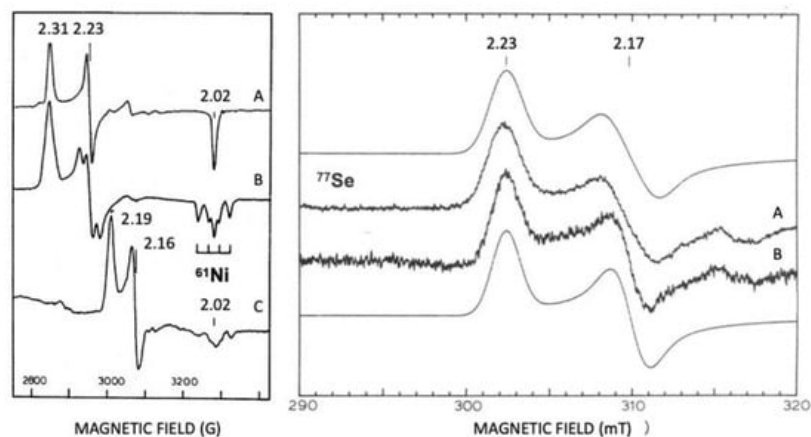 2.31 2.23
2.02
A
B
2.19
2.16
⁶¹Ni
2.02
C
2800 3000 3200
MAGNETIC FIELD (G)
2.23 2.17
⁷⁷Se
A
B
290 300 310 320
MAGNETIC FIELD (mT )